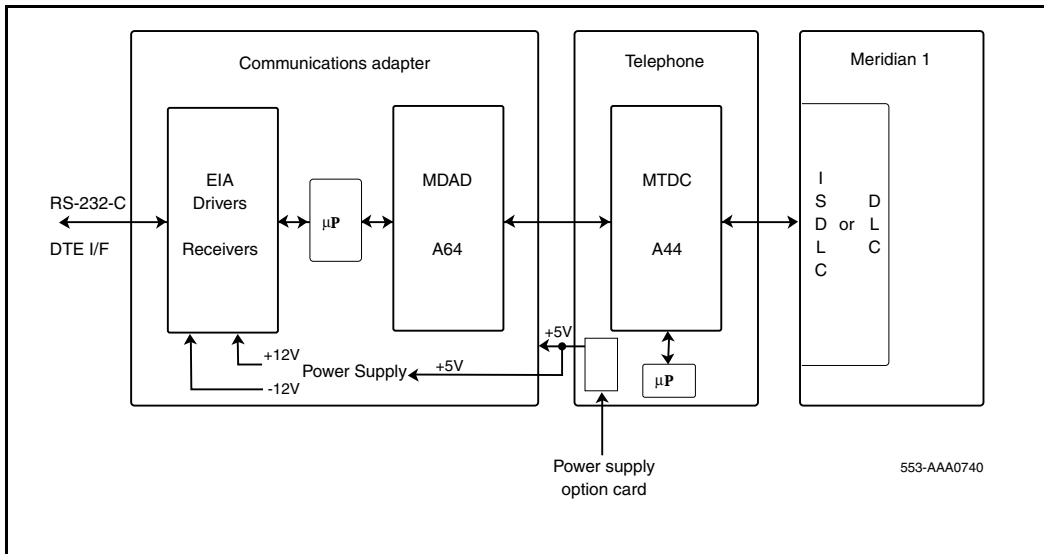 Communications adapter
Telephone
Meridian 1
RS-232-C
DTE I/F
EIA
Drivers
Receivers
µP
MDAD
A64
MTDC
A44
I
S
D
L
C
or
D
L
C
+12V
-12V
Power Supply
+5V
+5V
µP
Power supply
option card
553-AAA0740